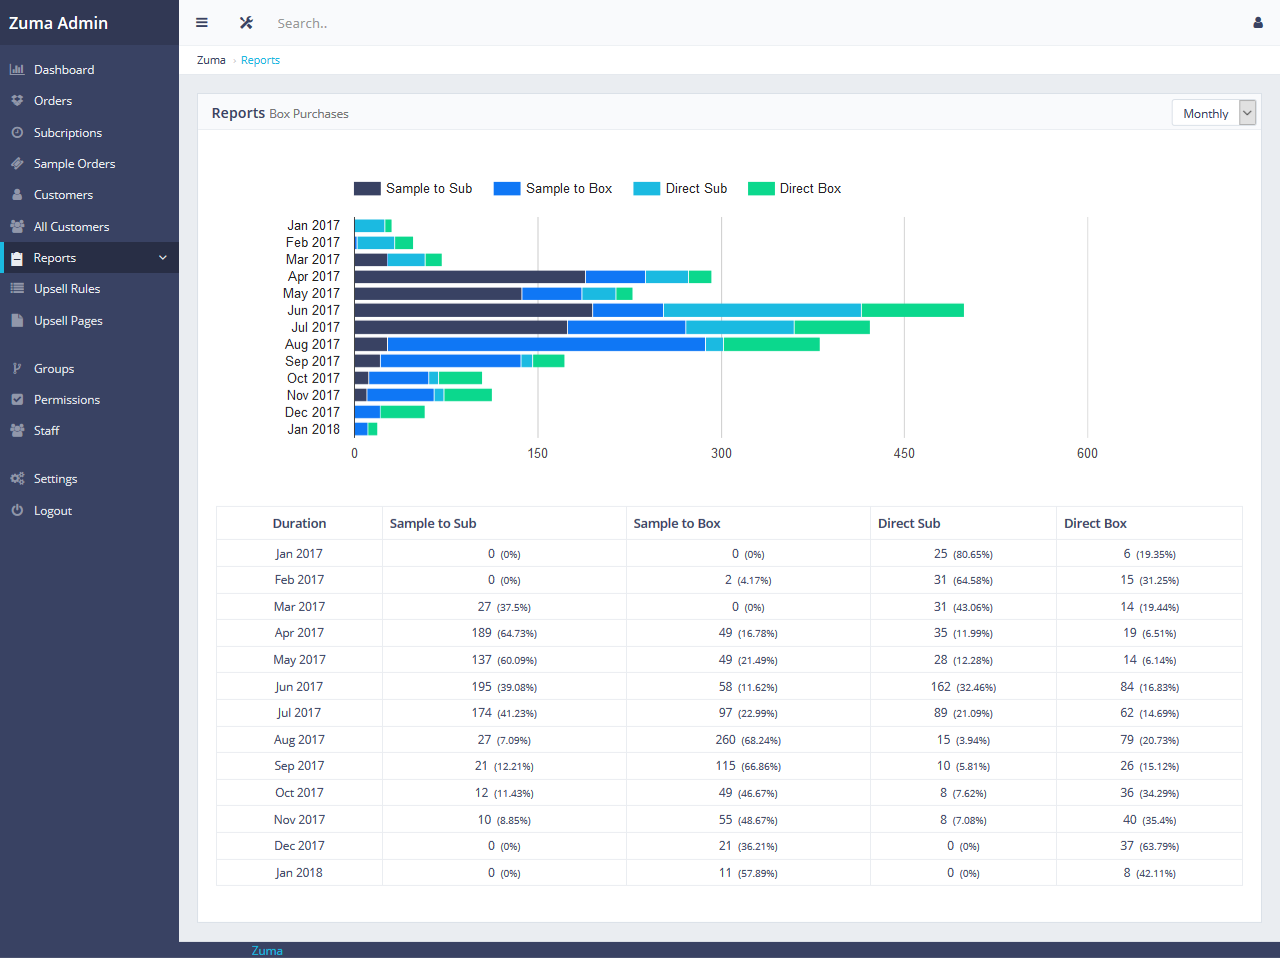 Zuma Admin
Search..
Zuma › Reports
Dashboard
Orders
Subcriptions
Sample Orders
Customers
All Customers
Reports
Upsell Rules
Upsell Pages
Groups
Permissions
Staff
Settings
Logout
Reports Box Purchases
Monthly
Sample to Sub Sample to Box Direct Sub Direct Box
Jan 2017
Feb 2017
Mar 2017
Apr 2017
May 2017
Jun 2017
Jul 2017
Aug 2017
Sep 2017
Oct 2017
Nov 2017
Dec 2017
Jan 2018
0 150 300 450 600
Duration Sample to Sub Sample to Box Direct Sub Direct Box
Jan 2017 0 (0%) 0 (0%) 25 (80.65%) 6 (19.35%)
Feb 2017 0 (0%) 2 (4.17%) 31 (64.58%) 15 (31.25%)
Mar 2017 27 (37.5%) 0 (0%) 31 (43.06%) 14 (19.44%)
Apr 2017 189 (64.73%) 49 (16.78%) 35 (11.99%) 19 (6.51%)
May 2017 137 (60.09%) 49 (21.49%) 28 (12.28%) 14 (6.14%)
Jun 2017 195 (39.08%) 58 (11.62%) 162 (32.46%) 84 (16.83%)
Jul 2017 174 (41.23%) 97 (22.99%) 89 (21.09%) 62 (14.69%)
Aug 2017 27 (7.09%) 260 (68.24%) 15 (3.94%) 79 (20.73%)
Sep 2017 21 (12.21%) 115 (66.86%) 10 (5.81%) 26 (15.12%)
Oct 2017 12 (11.43%) 49 (46.67%) 8 (7.62%) 36 (34.29%)
Nov 2017 10 (8.85%) 55 (48.67%) 8 (7.08%) 40 (35.4%)
Dec 2017 0 (0%) 21 (36.21%) 0 (0%) 37 (63.79%)
Jan 2018 0 (0%) 11 (57.89%) 0 (0%) 8 (42.11%)
Zuma